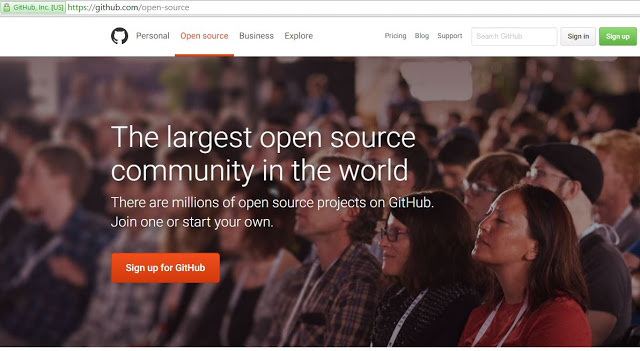 GitHub, Inc. [US] https://github.com/open-source
Personal Open source Business Explore Pricing Blog Support Search GitHub Sign in Sign up
The largest open source
community in the world
There are millions of open source projects on GitHub.
Join one or start your own.
Sign up for GitHub